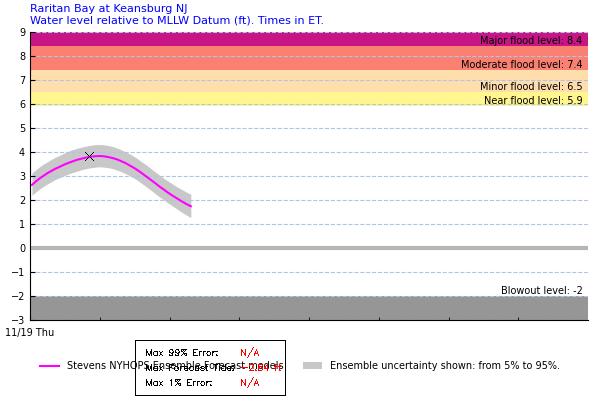 Raritan Bay at Keansburg NJ
Water level relative to MLLW Datum (ft). Times in ET.
9
Major flood level: 8.4
8
Moderate flood level: 7.4
7
Minor flood level: 6.5
Near flood level: 5.9
6
5
4
3
2
1
0
−1
Blowout level: -2
−2
−3
11/19 Thu
Max 99% Error: N/A
Stevens NYHOPS Ensemble Forecast models
Ensemble uncertainty shown: from 5% to 95%.
Max Forecast Tide:
Max 1% Error: N/A